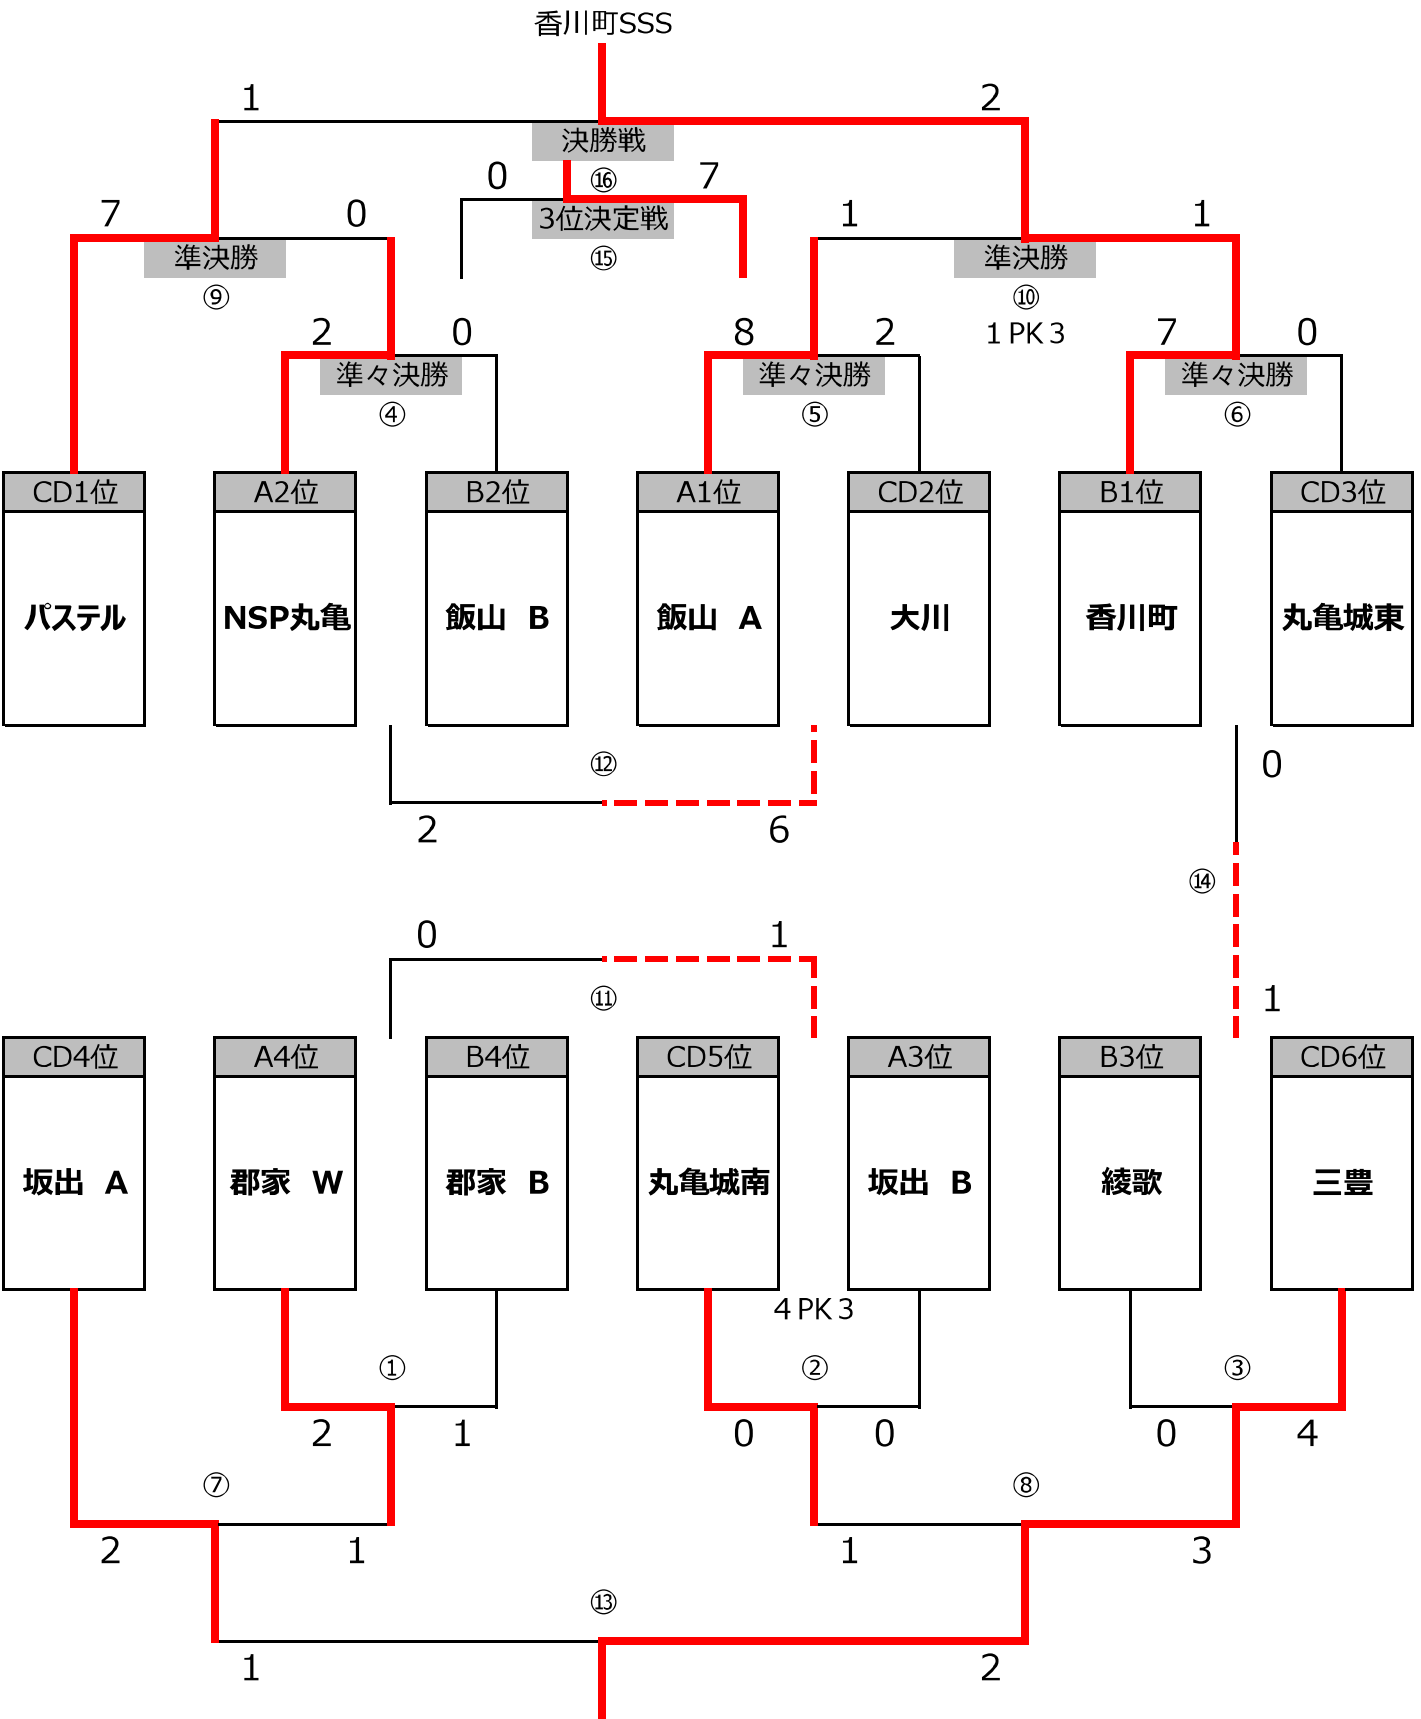 香川町SSS
1 2
決勝戦
0 ⑯ 7
7 0 3位決定戦 1 1
準決勝 ⑮ 準決勝
⑨ ⑩
2 0 8 2 1 PK 3 7 0
準々決勝 準々決勝 準々決勝
④ ⑤ ⑥
CD1位 A2位 B2位 A1位 CD2位 B1位 CD3位
パステル NSP丸亀 飯山 B 飯山 A 大川 香川町 丸亀城東
⑫ 0
2 6
⑭
0 1
⑪ 1
CD4位 A4位 B4位 CD5位 A3位 B3位 CD6位
坂出 A 郡家 W 郡家 B 丸亀城南 坂出 B 綾歌 三豊
4 PK 3
① ② ③
2 1 0 0 0 4
⑦ ⑧
2 1 1 3
⑬
1 2